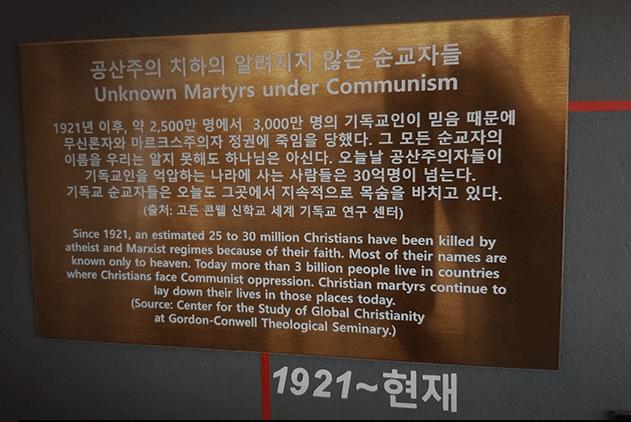 공산주의 치하의 알려지지 않은 순교자들
Unknown Martyrs under Communism
1921년 이후, 약 2,500만 명에서 3,000만 명의 기독교인이 믿음 때문에
무신론자와 마르크스주의자 정권에 죽임을 당했다. 그 모든 순교자의
이름을 우리는 알지 못해도 하나님은 아신다. 오늘날 공산주의자들이
기독교인을 억압하는 나라에 사는 사람들은 30억명이 넘는다.
기독교 순교자들은 오늘도 그곳에서 지속적으로 목숨을 바치고 있다.
(출처: 고든 콘웰 신학교 세계 기독교 연구 센터)
Since 1921, an estimated 25 to 30 million Christians have been killed by
atheist and Marxist regimes because of their faith. Most of their names are
known only to heaven. Today more than 3 billion people live in countries
where Christians face Communist oppression. Christian martyrs continue to
lay down their lives in those places today.
(Source: Center for the Study of Global Christianity
at Gordon-Conwell Theological Seminary.)
1921~현재